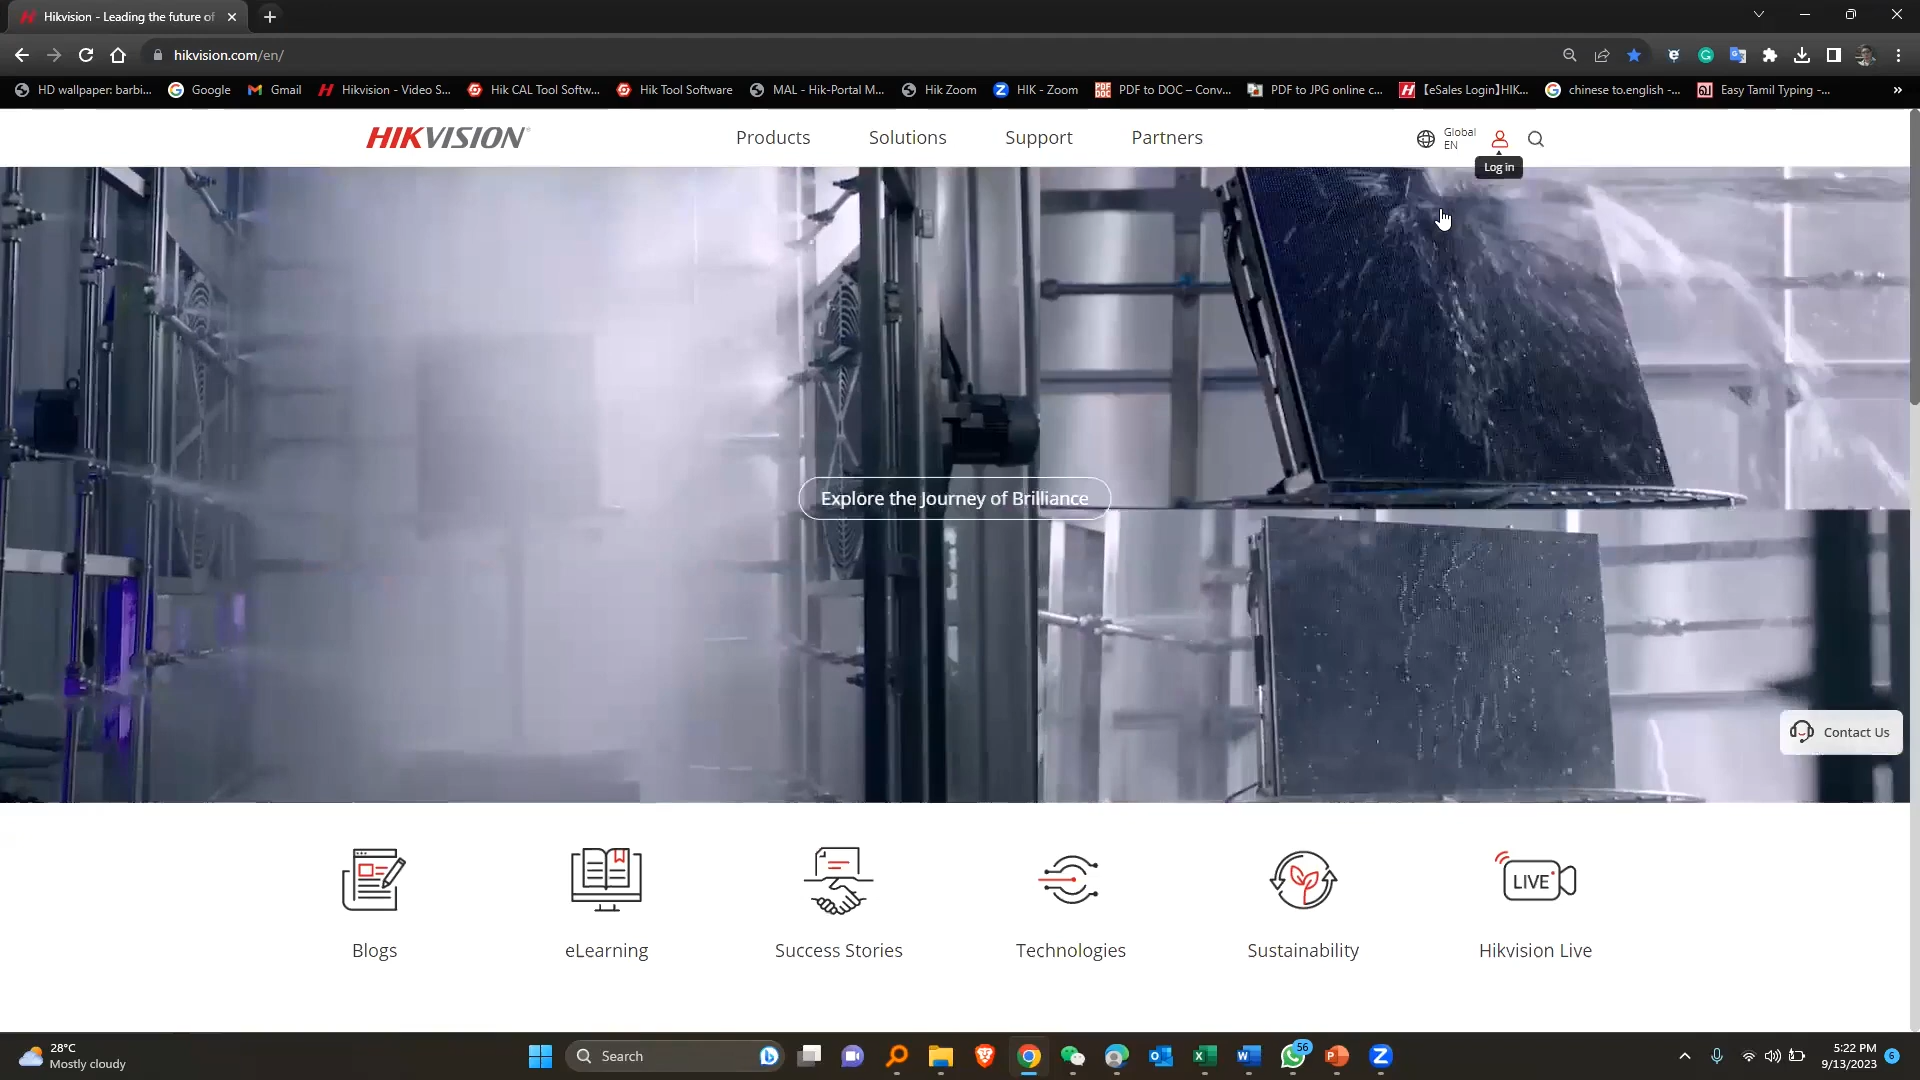 Hikvision - Leading the future of
hikvision.com/en/
HD wallpaper: barbi... Google Gmail Hikvision - Video S... Hik CAL Tool Softw... Hik Tool Software MAL - Hik-Portal M... Hik Zoom HIK - Zoom PDF to DOC – Conv... PDF to JPG online c... [eSales Login]HIK... chinese to.english -... Easy Tamil Typing -... »
HIKVISION® Products Solutions Support Partners Global
EN
Log in
Explore the Journey of Brilliance
Contact Us
LIVE
Blogs eLearning Success Stories Technologies Sustainability Hikvision Live
28°C
Mostly cloudy
Search
56
5:22 PM
9/13/2023
6